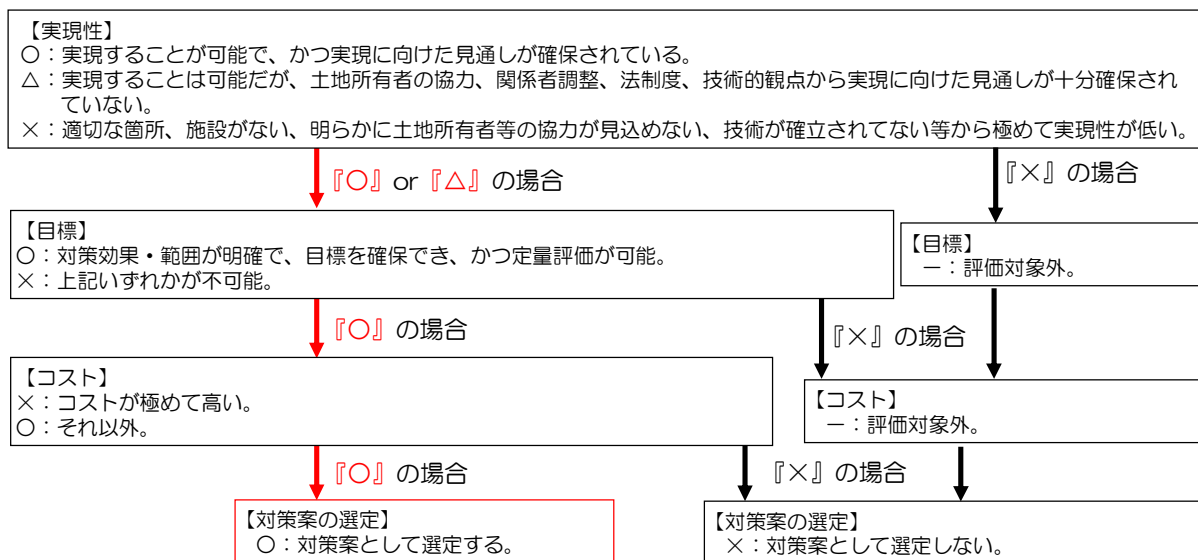 【実現性】
〇：実現することが可能で、かつ実現に向けた見通しが確保されている。
△：実現することは可能だが、土地所有者の協力、関係者調整、法制度、技術的観点から実現に向けた見通しが十分確保され
ていない。
×：適切な箇所、施設がない、明らかに土地所有者等の協力が見込めない、技術が確立されてない等から極めて実現性が低い。
『〇』or『△』の場合
『×』の場合
【目標】
〇：対策効果・範囲が明確で、目標を確保でき、かつ定量評価が可能。
×：上記いずれかが不可能。
【目標】
－：評価対象外。
『〇』の場合
『×』の場合
【コスト】
×：コストが極めて高い。
〇：それ以外。
【コスト】
－：評価対象外。
『〇』の場合
『×』の場合
【対策案の選定】
〇：対策案として選定する。
【対策案の選定】
×：対策案として選定しない。